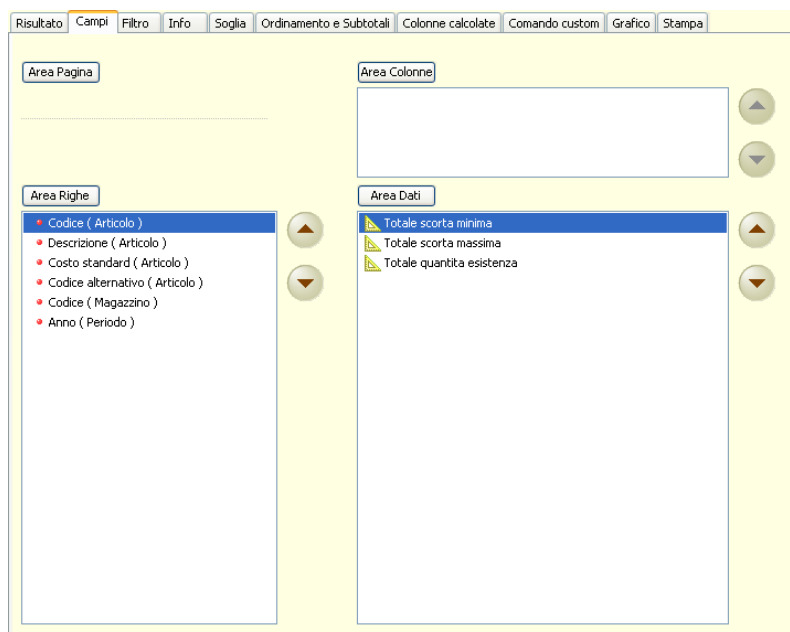 Risultato Campi Filtro Info Soglia Ordinamento e Subtotali Colonne calcolate Comando custom Grafico Stampa
Area Pagina
Area Colonne
Area Righe
Codice ( Articolo )
Descrizione ( Articolo )
Costo standard ( Articolo )
Codice alternativo ( Articolo )
Codice ( Magazzino )
Anno ( Periodo )
Area Dati
Totale scorta minima
Totale scorta massima
Totale quantita esistenza